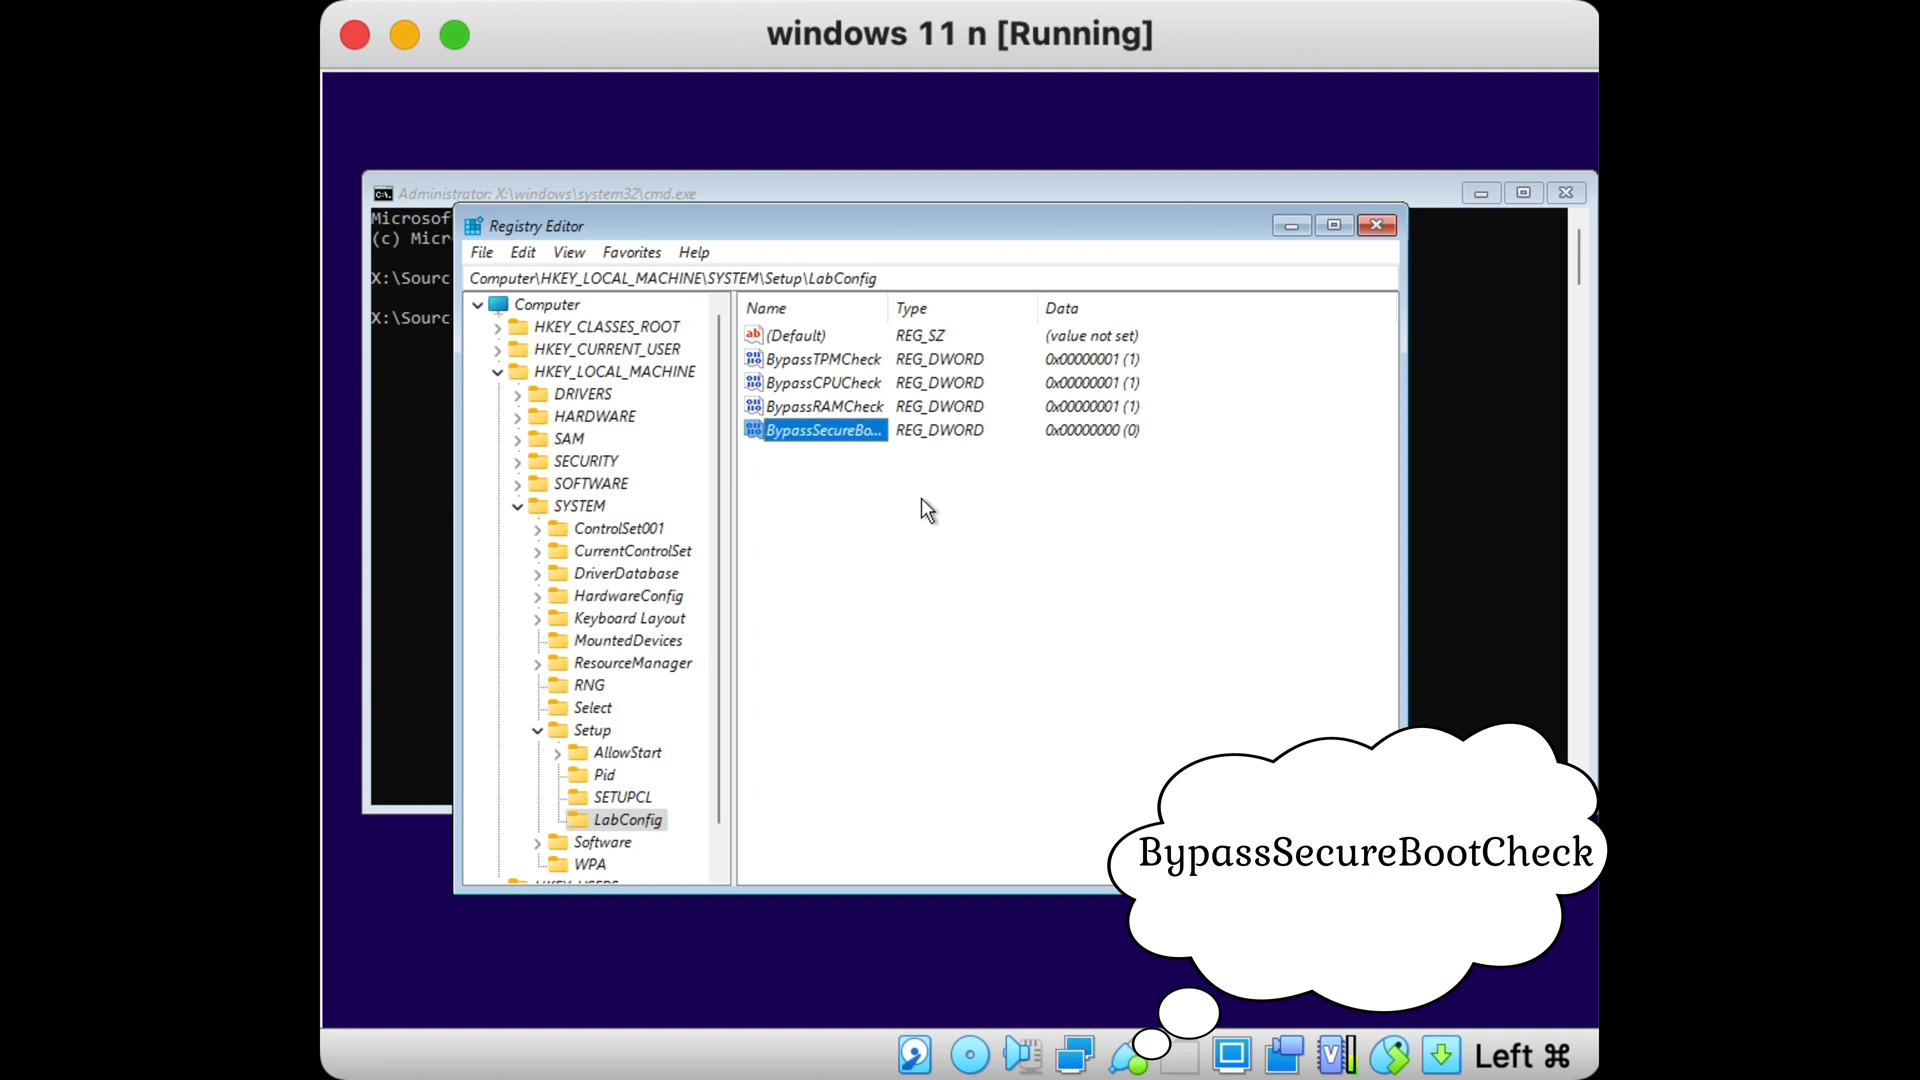 windows 11 n [Running]
Administrator: X:\windows\system32\cmd.exe
Microsof
(c) Micr
X:\Sourc
X:\Sourc
Registry Editor
File Edit View Favorites Help
Computer\HKEY_LOCAL_MACHINE\SYSTEM\Setup\LabConfig
Computer
HKEY_CLASSES_ROOT
HKEY_CURRENT_USER
HKEY_LOCAL_MACHINE
DRIVERS
HARDWARE
SAM
SECURITY
SOFTWARE
SYSTEM
ControlSet001
CurrentControlSet
DriverDatabase
HardwareConfig
Keyboard Layout
MountedDevices
ResourceManager
RNG
Select
Setup
AllowStart
Pid
SETUPCL
LabConfig
Software
WPA
Name Type Data
(Default) REG_SZ (value not set)
BypassTPMCheck REG_DWORD 0x00000001 (1)
BypassCPUCheck REG_DWORD 0x00000001 (1)
BypassRAMCheck REG_DWORD 0x00000001 (1)
BypassSecureBo... REG_DWORD 0x00000000 (0)
BypassSecureBootCheck
Left ⌘